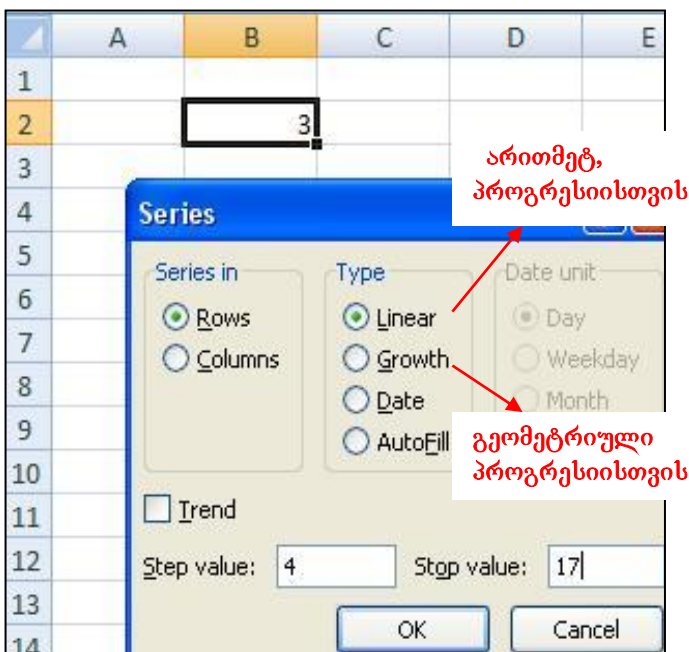 A B C D E
1
2 3
3
4
5
6
7
8
9
10
11
12
13
14
არითმეტ,
პროგრესიისთვის
Series
Series in
Rows
Columns
Type
Linear
Growth
Date
AutoFill
Date unit
Day
Weekday
Month
გეომეტრიული
პროგრესიისთვის
Trend
Step value: 4 Stop value: 17
OK Cancel